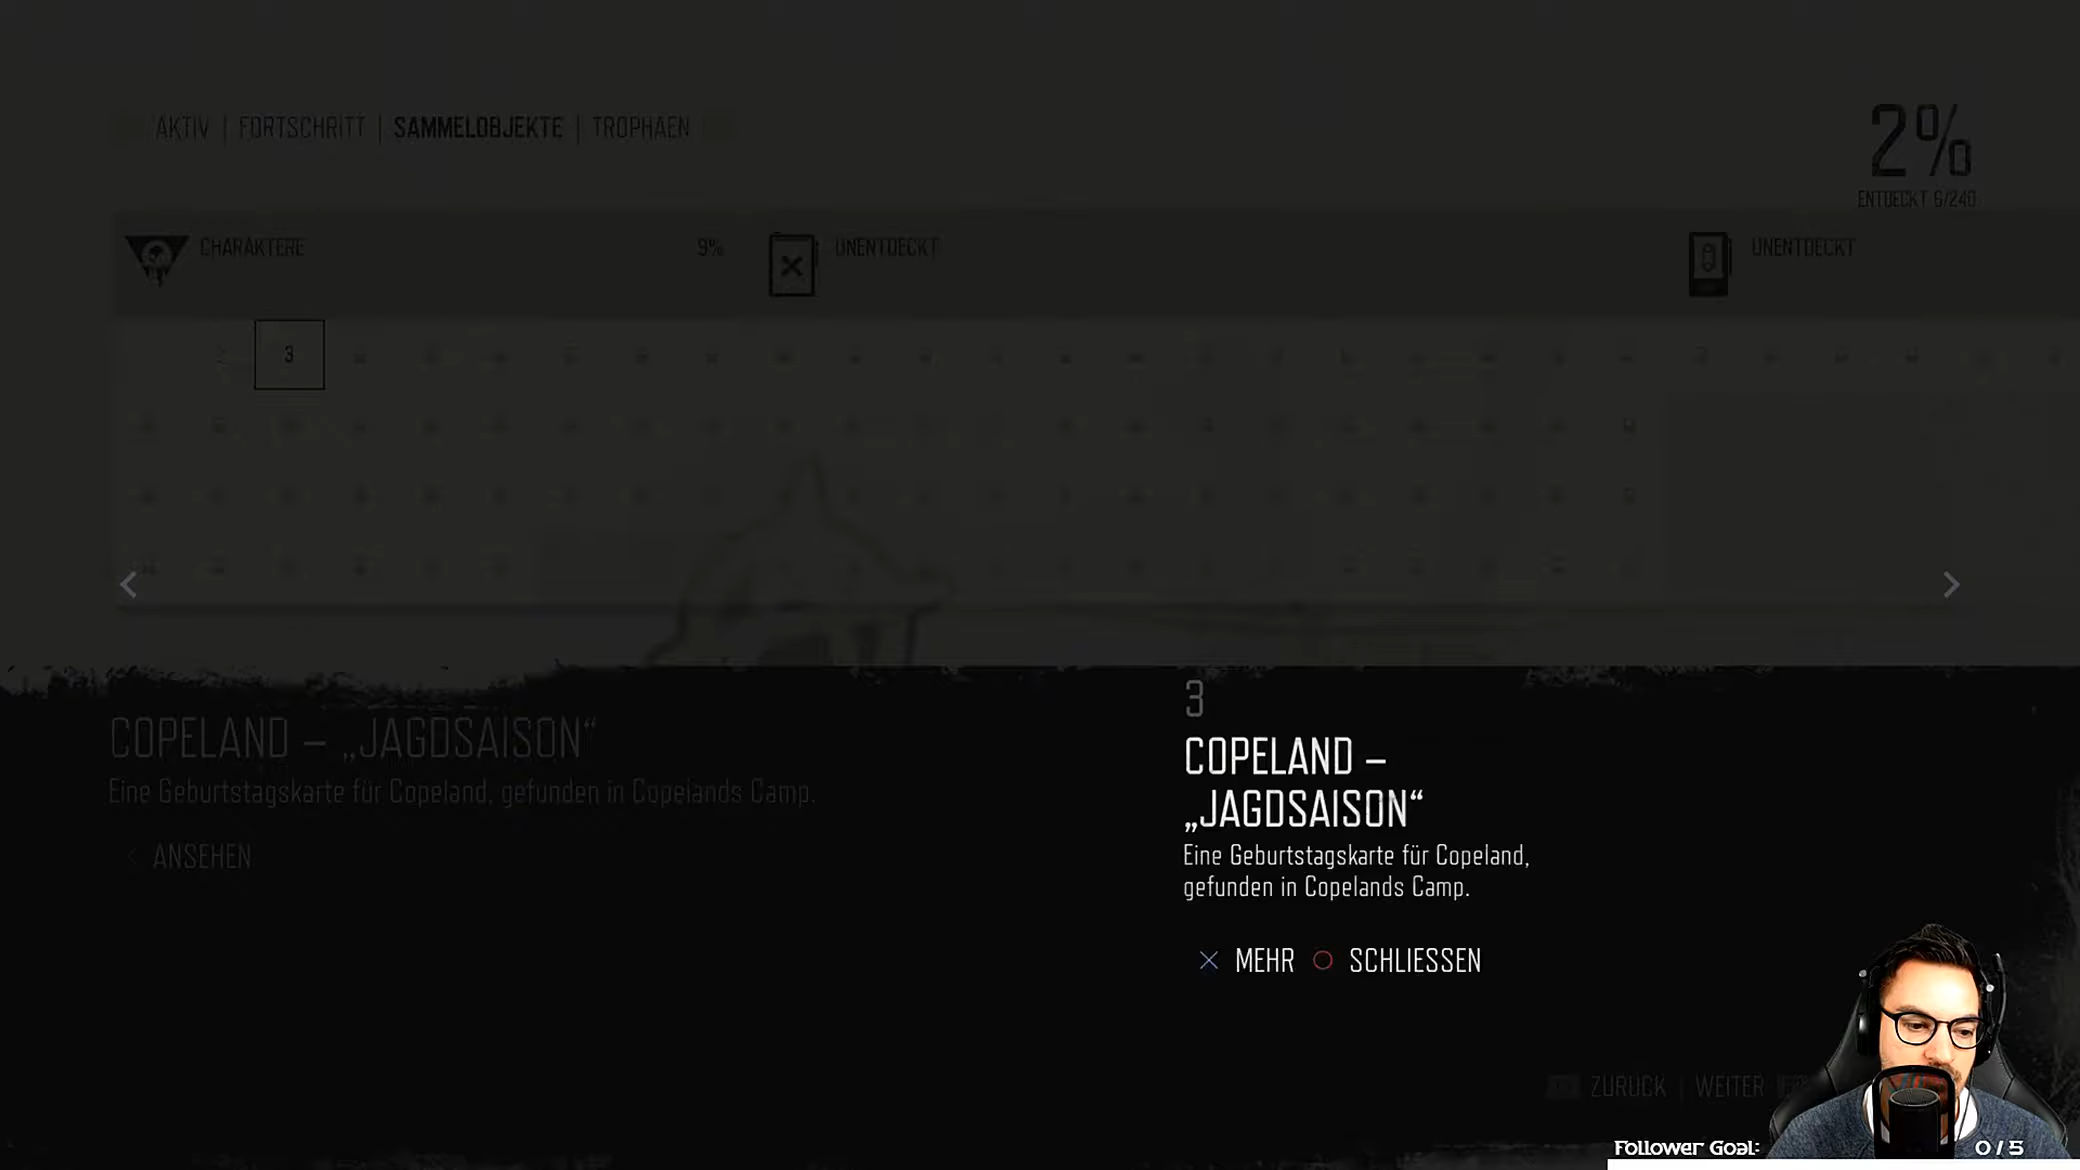 AKTIV | FORTSCHRITT | SAMMELOBJEKTE | TROPHAEN
2%
ENTDECKT 6/240
CHARAKTERE 9%
UNENTDECKT
UNENTDECKT
3
COPELAND – „JAGDSAISON“
Eine Geburtstagskarte für Copeland, gefunden in Copelands Camp.
ANSEHEN
3
COPELAND –
„JAGDSAISON“
Eine Geburtstagskarte für Copeland,
gefunden in Copelands Camp.
MEHR SCHLIESSEN
ZURÜCK | WEITER
Follower Goal: 0 / 5